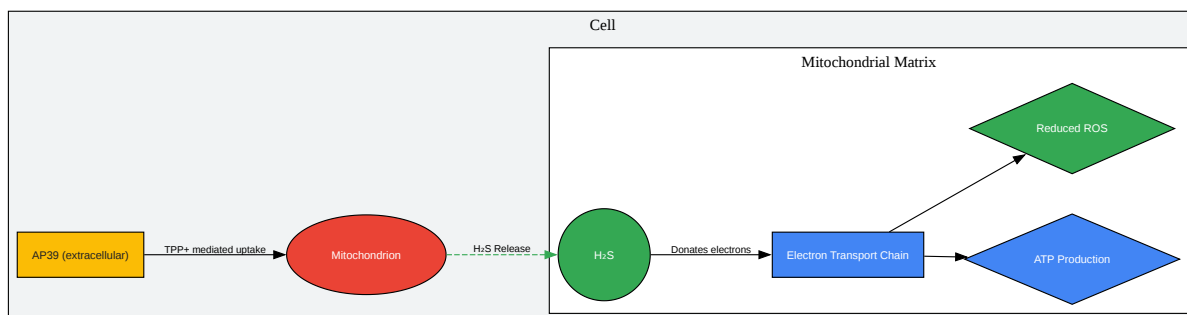 Cell
Mitochondrial Matrix
Reduced ROS
AP39 (extracellular)
TPP+ mediated uptake
Mitochondrion
H₂S Release
H₂S
Donates electrons
Electron Transport Chain
ATP Production